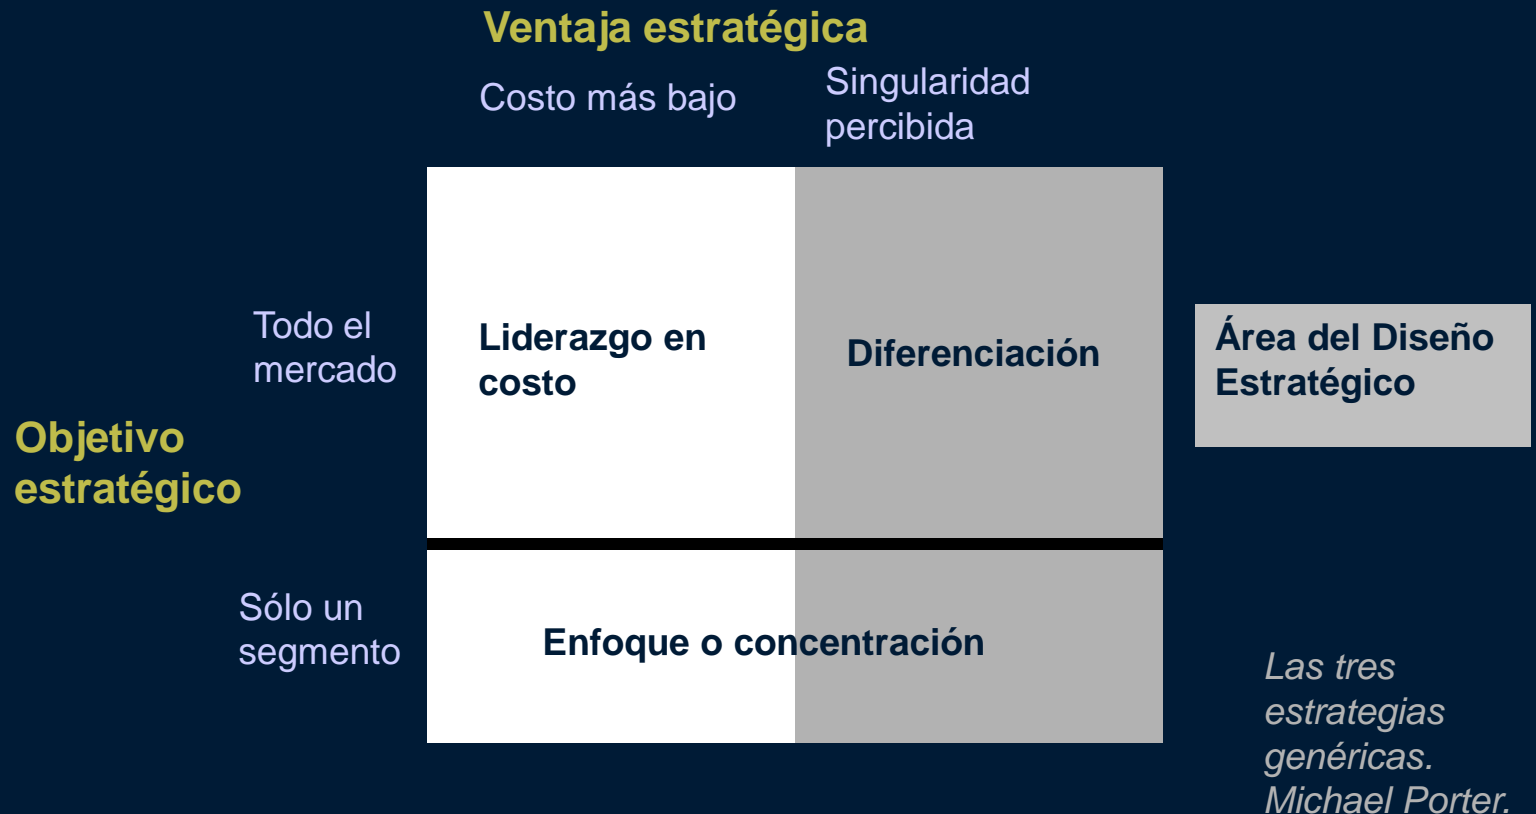 Ventaja estratégica
Costo más bajo
Singularidad
percibida
Todo el
mercado
Liderazgo en
costo
Diferenciación
Área del Diseño
Estratégico
Objetivo
estratégico
Sólo un
segmento
Enfoque o concentración
Las tres
estrategias
genéricas.
Michael Porter.